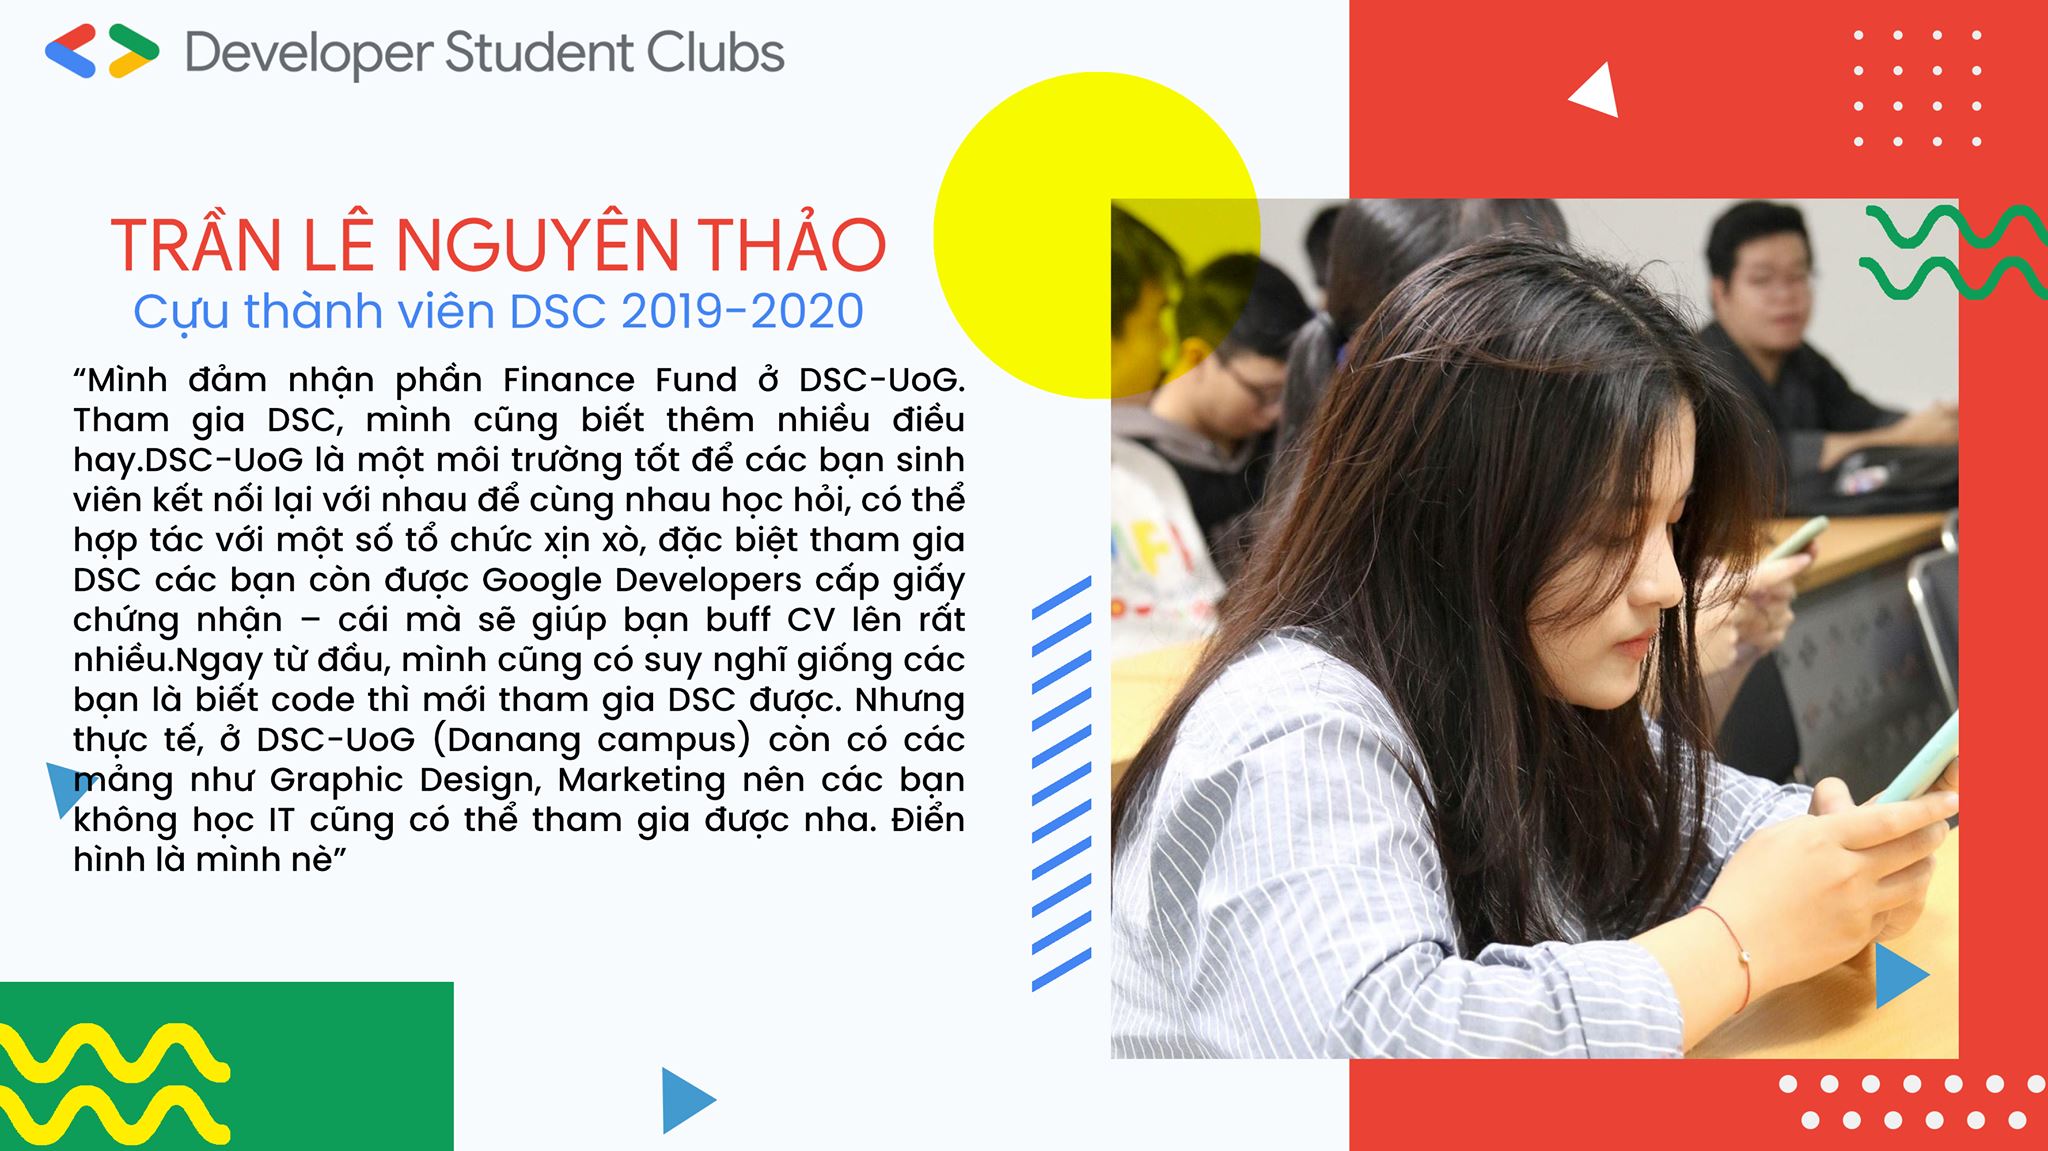 Developer Student Clubs
TRẦN LÊ NGUYÊN THẢO
Cựu thành viên DSC 2019-2020
“Mình đảm nhận phần Finance Fund ở DSC-UoG.
Tham gia DSC, mình cũng biết thêm nhiều điều
hay.DSC-UoG là một môi trường tốt để các bạn sinh
viên kết nối lại với nhau để cùng nhau học hỏi, có thể
hợp tác với một số tổ chức xịn xò, đặc biệt tham gia
DSC các bạn còn được Google Developers cấp giấy
chứng nhận – cái mà sẽ giúp bạn buff CV lên rất
nhiều.Ngay từ đầu, mình cũng có suy nghĩ giống các
bạn là biết code thì mới tham gia DSC được. Nhưng
thực tế, ở DSC-UoG (Danang campus) còn có các
mảng như Graphic Design, Marketing nên các bạn
không học IT cũng có thể tham gia được nha. Điển
hình là mình nè”